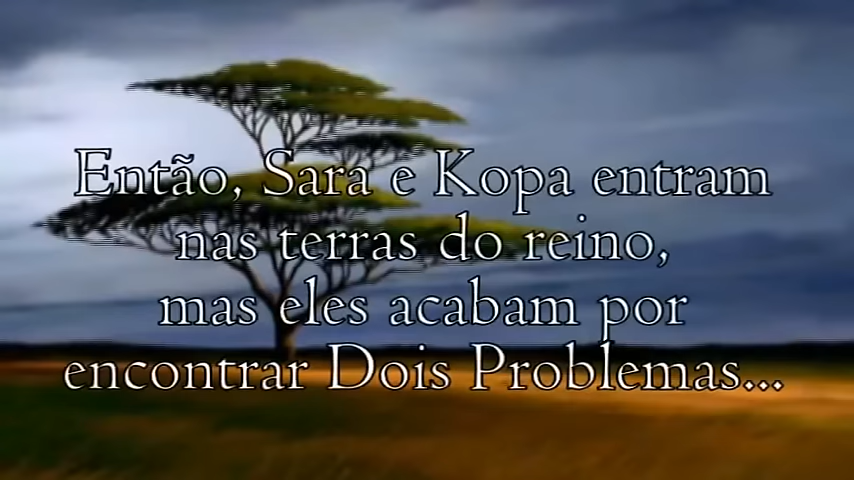 Então, Sara e Kopa entram
nas terras do reino,
mas eles acabam por
encontrar Dois Problemas...